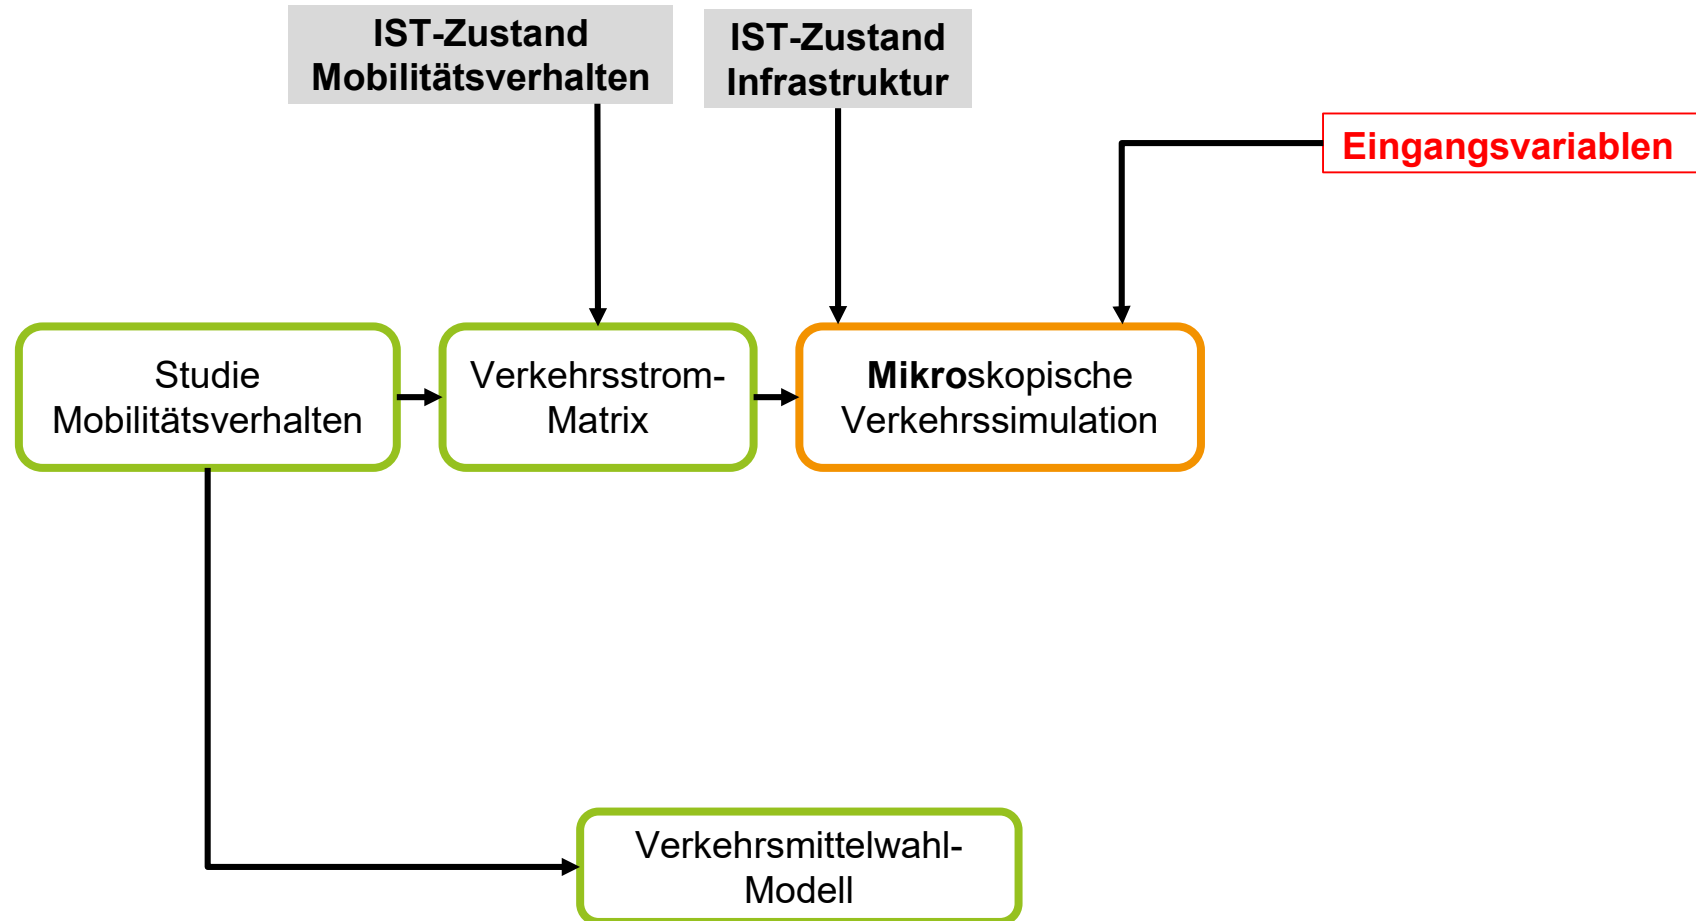 IST-Zustand
Mobilitätsverhalten
IST-Zustand
Infrastruktur
Eingangsvariablen
Studie
Mobilitätsverhalten
Verkehrsstrom-
Matrix
Mikroskopische
Verkehrssimulation
Verkehrsmittelwahl-
Modell